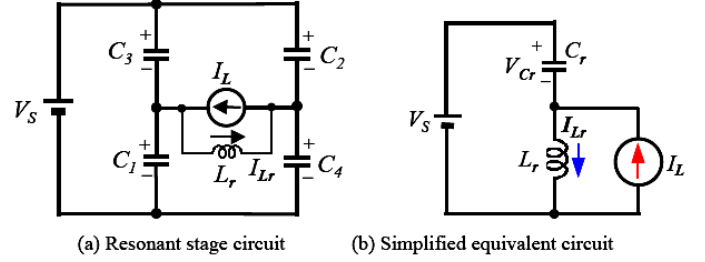 + +
C3 C2
− −
IL
VS
+ +
C1 C4
− −
Lr ILr
+ Cr
VCr −
VS
ILr
Lr IL
(a) Resonant stage circuit (b) Simplified equivalent circuit